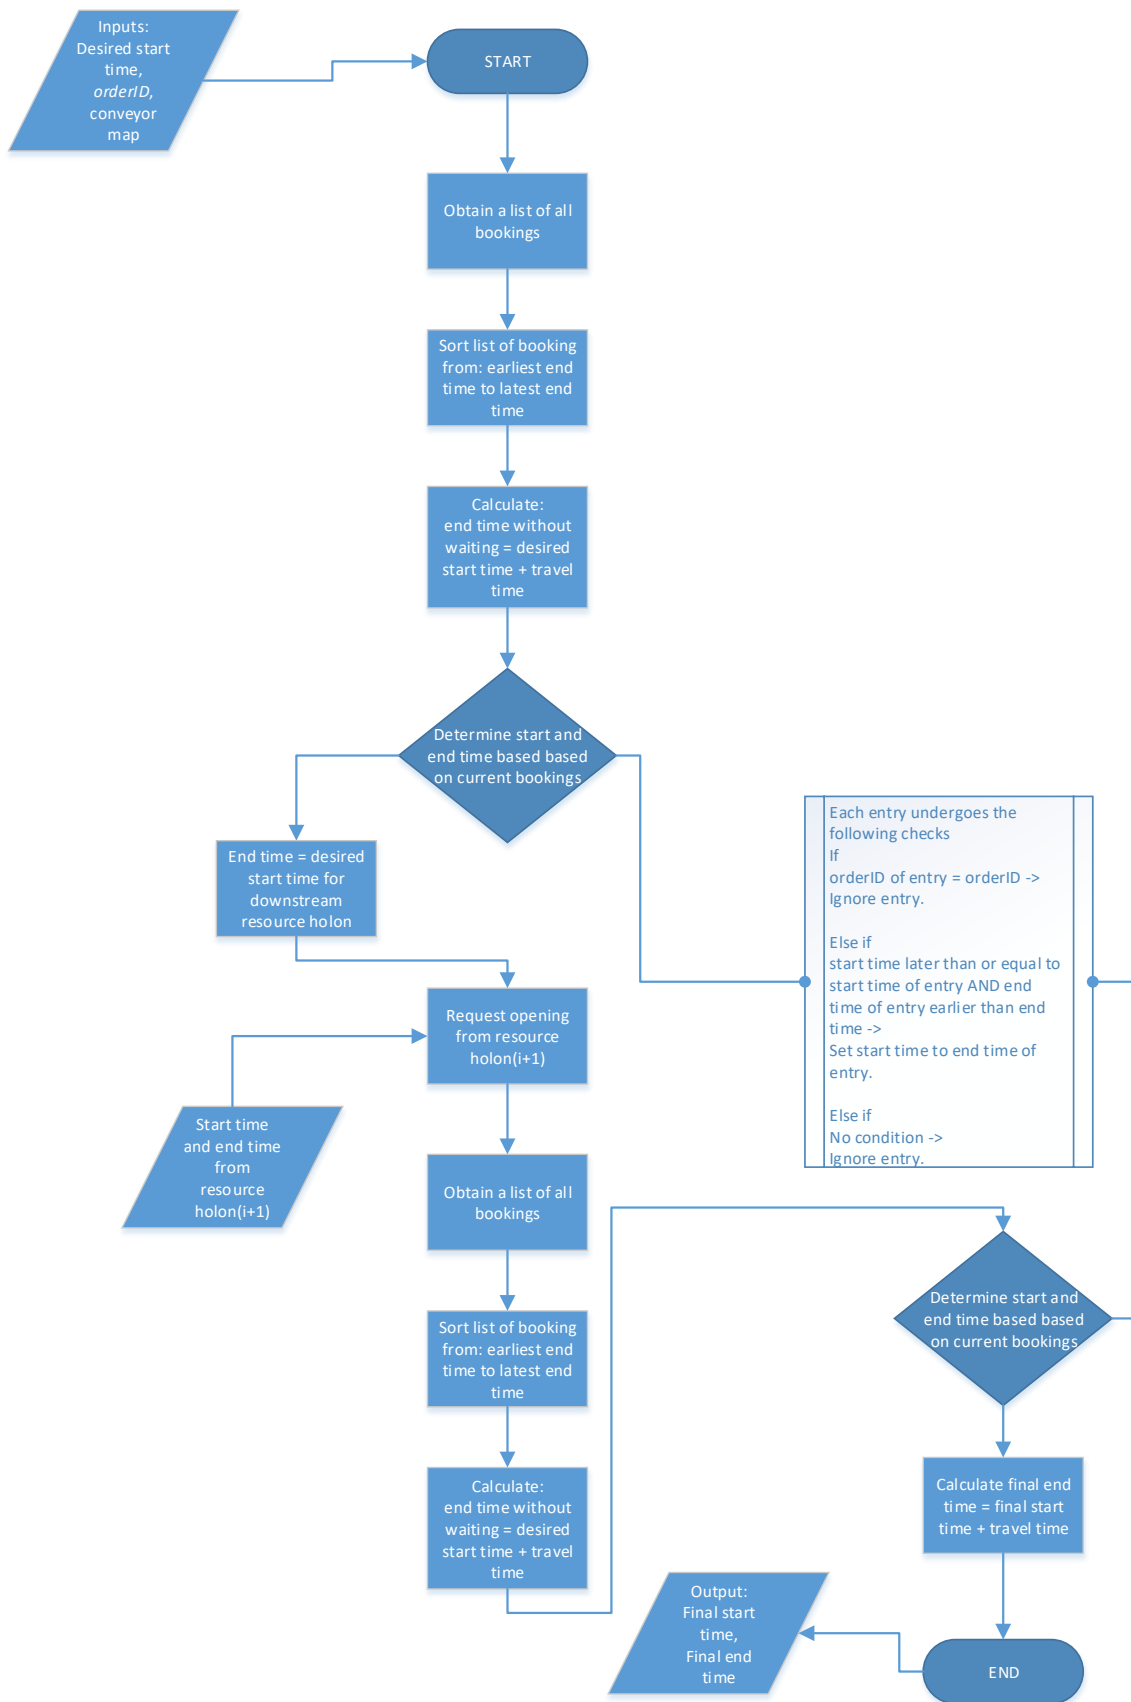 Inputs:
Desired start
time,
orderID,
conveyor
map
START
Obtain a list of all
bookings
Sort list of booking
from: earliest end
time to latest end
time
Calculate:
end time without
waiting = desired
start time + travel
time
Determine start and
end time based based
on current bookings
End time = desired
start time for
downstream
resource holon
Each entry undergoes the
following checks
If
orderID of entry = orderID ->
Ignore entry.
Else if
start time later than or equal to
start time of entry AND end
time of entry earlier than end
time ->
Set start time to end time of
entry.
Else if
No condition ->
Ignore entry.
Request opening
from resource
holon(i+1)
Start time
and end time
from
resource
holon(i+1)
Obtain a list of all
bookings
Sort list of booking
from: earliest end
time to latest end
time
Calculate:
end time without
waiting = desired
start time + travel
time
Determine start and
end time based based
on current bookings
Calculate final end
time = final start
time + travel time
Output:
Final start
time,
Final end
time
END